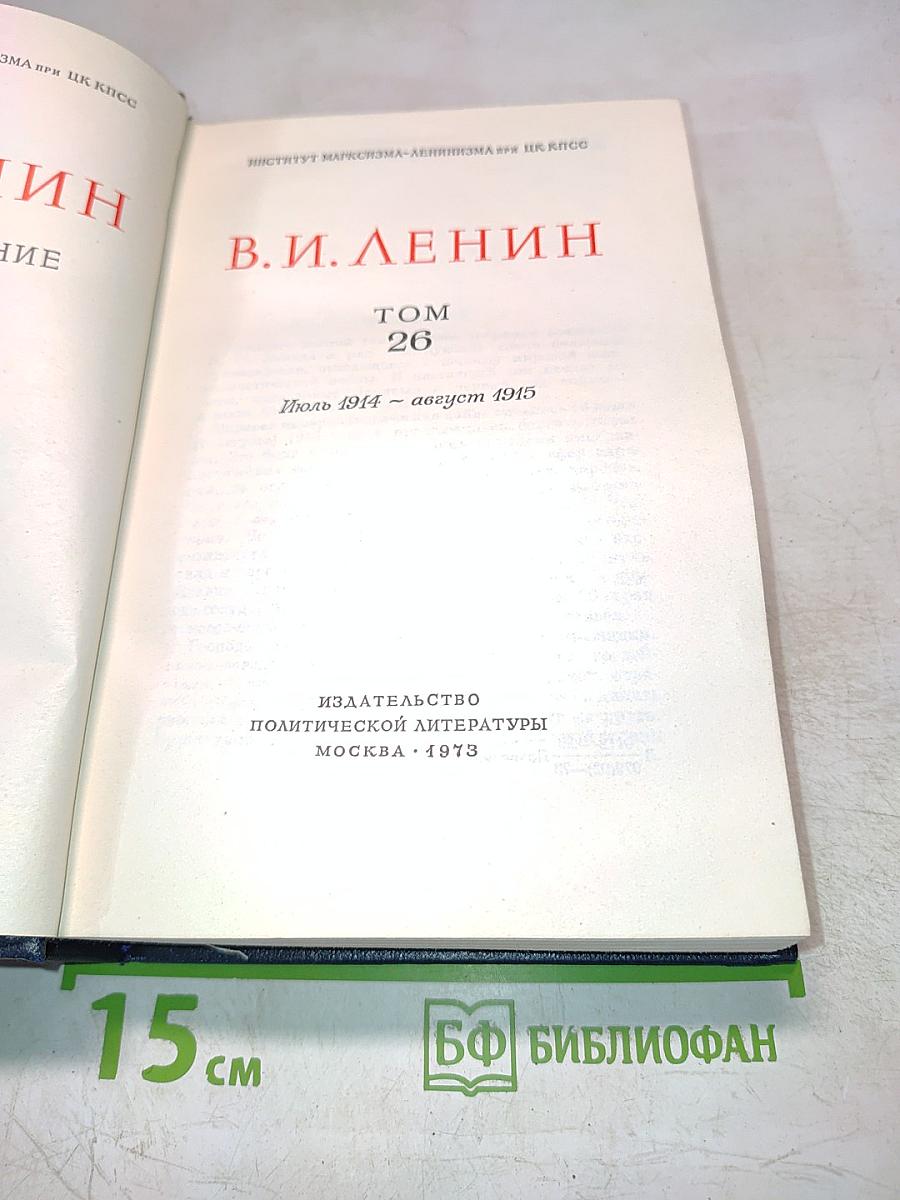 ЗМА при ЦК КПСС
НИН
НИЕ
ИНСТИТУТ МАРКСИЗМА-ЛЕНИНИЗМА при ЦК КПСС
В. И. ЛЕНИН
ТОМ
26
Июль 1914 ~ август 1915
ИЗДАТЕЛЬСТВО
ПОЛИТИЧЕСКОЙ ЛИТЕРАТУРЫ
МОСКВА · 1973
15 см
БФ БИБЛИОФАН